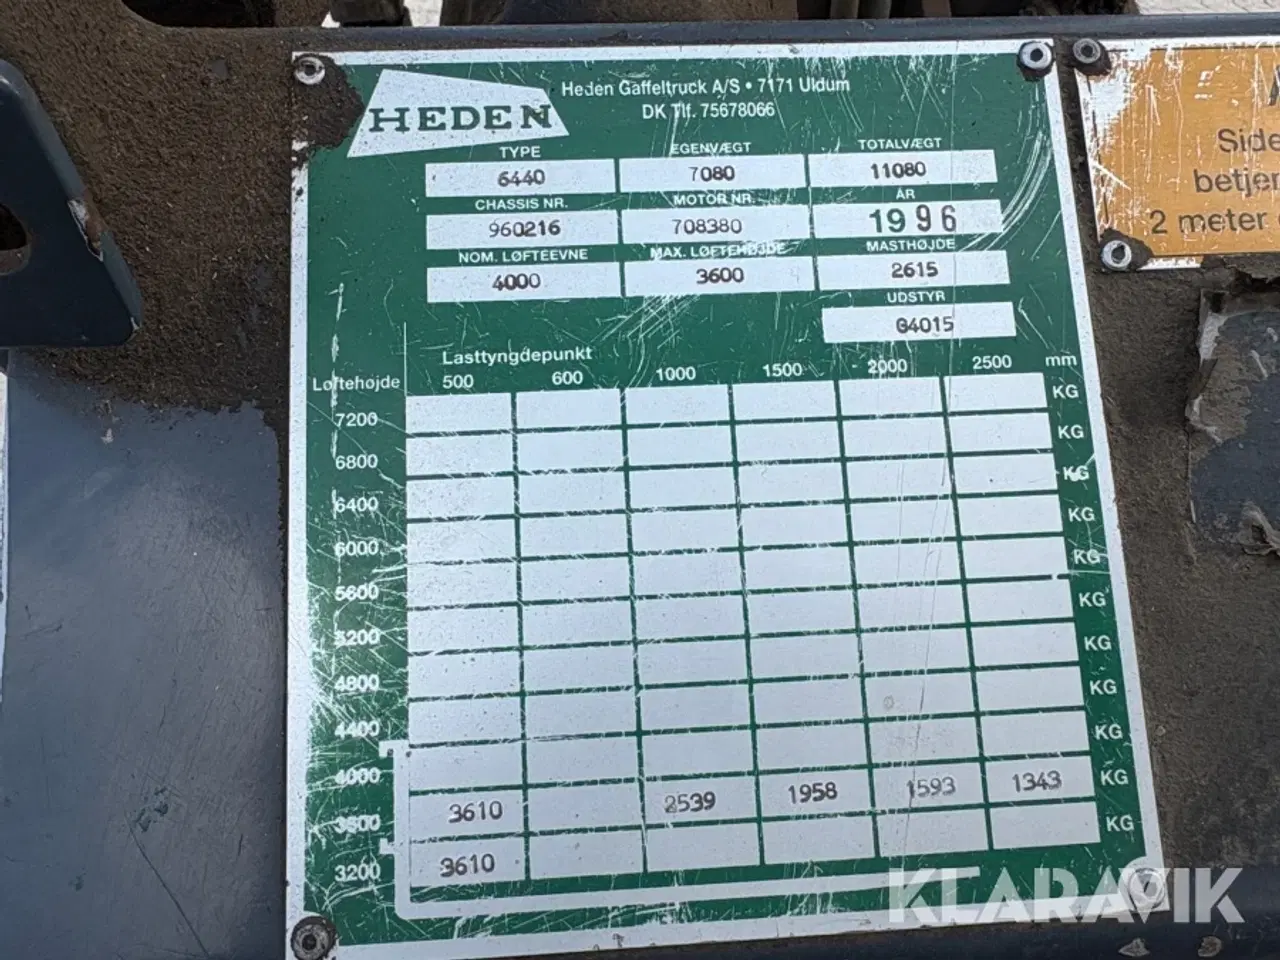 HEDEN
Heden Gaffeltruck A/S • 7171 Uldum
DK Tlf. 75678066
TYPE EGENVÆGT TOTALVÆGT
6440 7080 11080
CHASSIS NR. MOTOR NR. ÅR
960216 708380 1996
NOM. LØFTEEVNE MAX. LØFTEHØJDE MASTHØJDE
4000 3600 2615
UDSTYR
G4015
Lasttyngdepunkt
Løftehøjde 500 600 1000 1500 2000 2500 mm
7200 KG
6800 KG
6400 KG
6000 KG
5600 KG
5200 KG
4800 KG
4400 KG
4000 KG
3600 3610 2539 1958 1593 1343 KG
3200 3610 KG
Side
betjen
2 meter
KLARAVIK